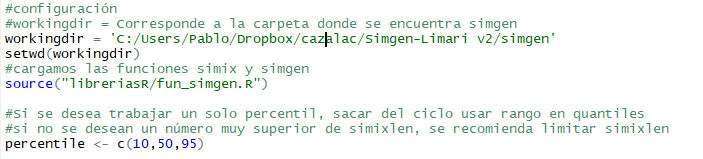 #configuración
#workingdir = Corresponde a la carpeta donde se encuentra simgen
workingdir = 'C:/Users/Pablo/Dropbox/cazalac/Simgen-Limari v2/simgen'
setwd(workingdir)
#cargamos las funciones simix y simgen
source("libreriasR/fun_simgen.R")
#Si se desea trabajar un solo percentil, sacar del ciclo usar rango en quantiles
#si no se desean un número muy superior de simixlen, se recomienda limitar simixlen
percentile <- c(10,50,95)